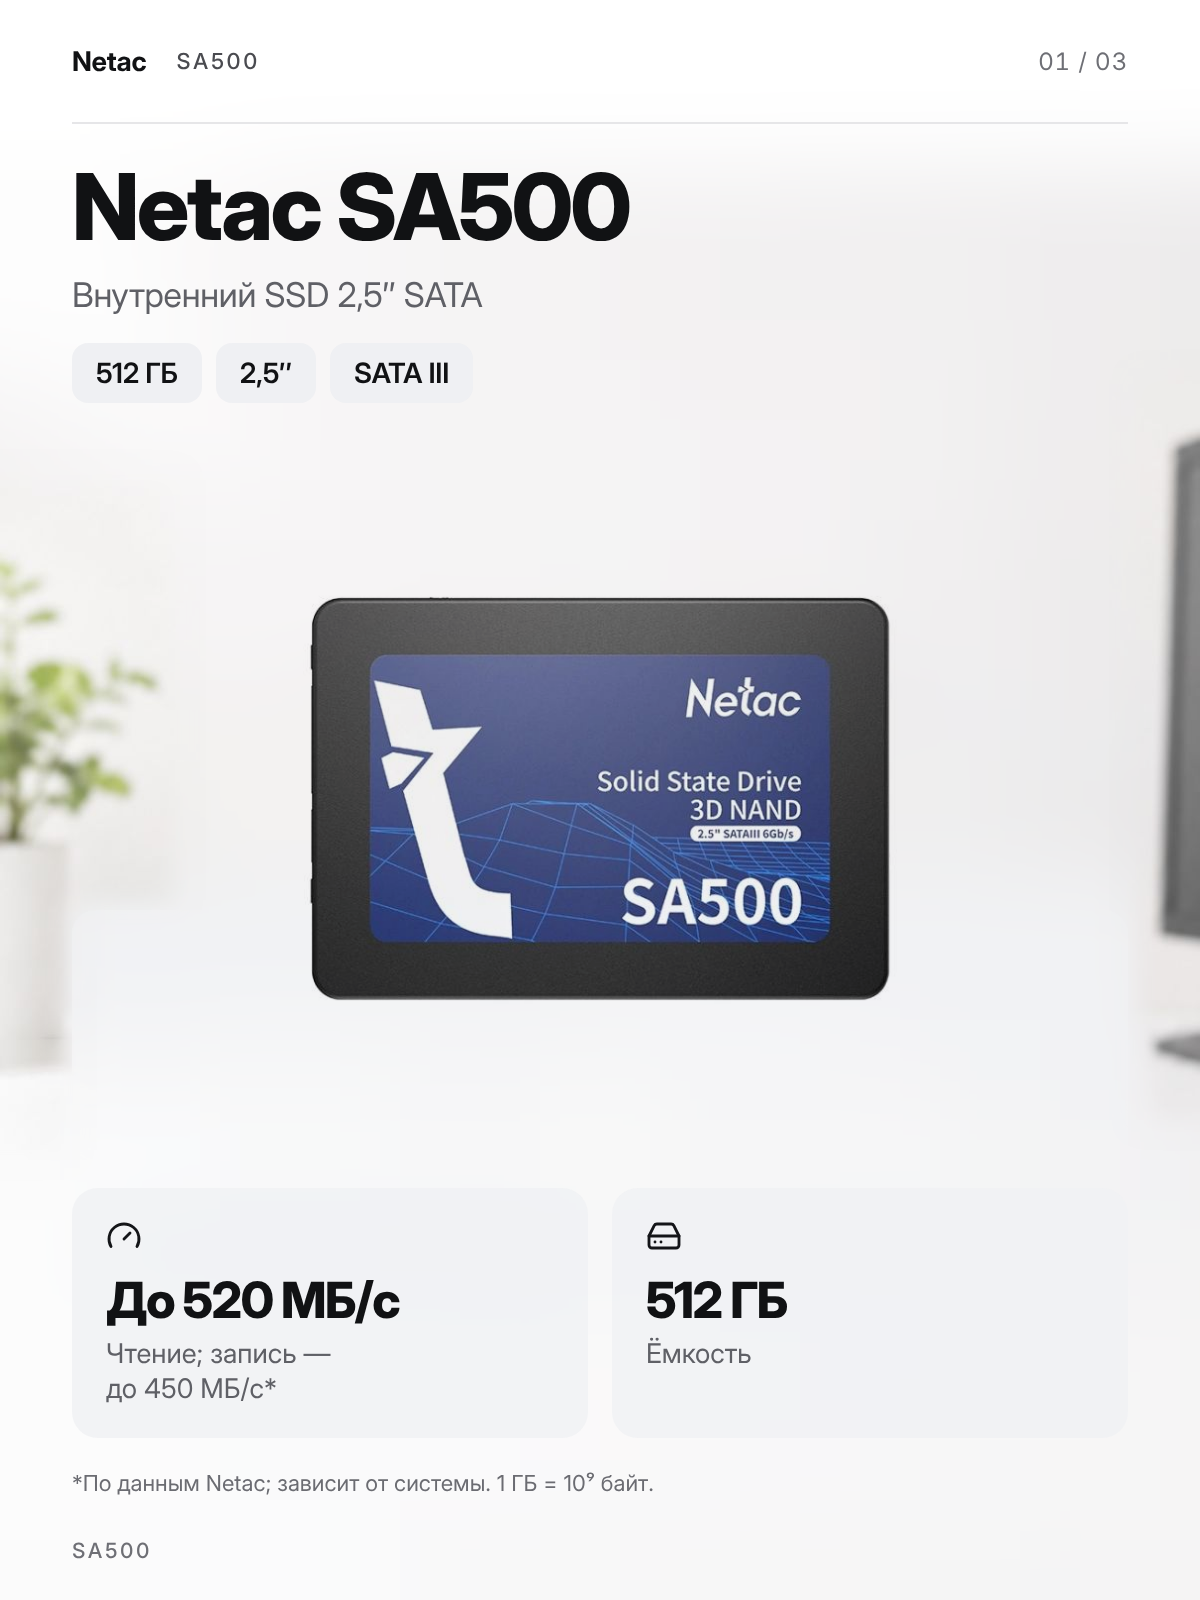 Netac SA500 01 / 03
Netac SA500
Внутренний SSD 2,5″ SATA
512 ГБ 2,5″ SATA III
Netac
Solid State Drive
3D NAND
2.5" SATAIII 6Gb/s
SA500
До 520 МБ/с
Чтение; запись —
до 450 МБ/с*
512 ГБ
Ёмкость
*По данным Netac; зависит от системы. 1 ГБ = 10⁹ байт.
SA500